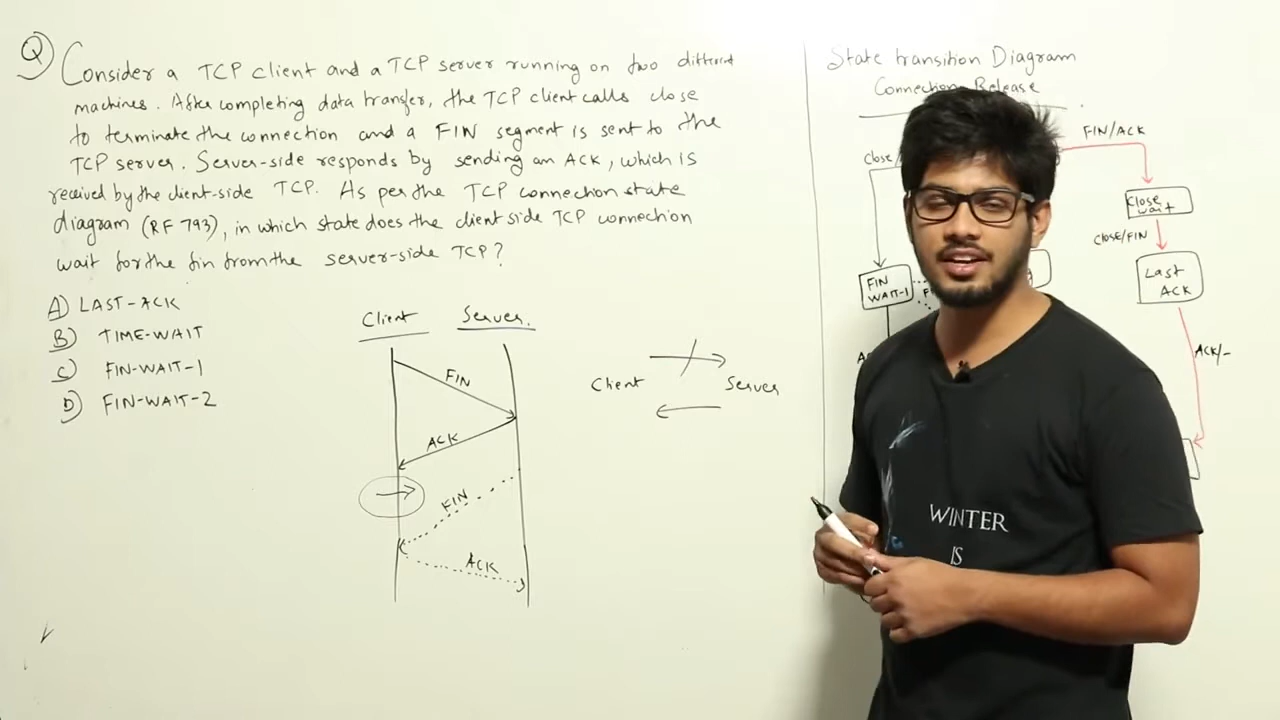 Q) Consider a TCP client and a TCP server running on two different
machines. After completing data transfer, the TCP client calls close
to terminate the connection and a FIN segment is sent to the
TCP server. Server-side responds by sending an ACK, which is
received by the client-side TCP. As per the TCP connection state
diagram (RF 793), in which state does the client side TCP connection
wait for the fin from the server-side TCP?
A) LAST-ACK
B) TIME-WAIT
C) FIN-WAIT-1
D) FIN-WAIT-2
Client Server.
FIN
ACK
FIN
ACK
Client Server
State transition Diagram
Connection Release
Close/
FIN/ACK
Close wait
CLOSE/FIN
FIN
WAIT-1
Last
ACK
ACK/-
WINTER
IS